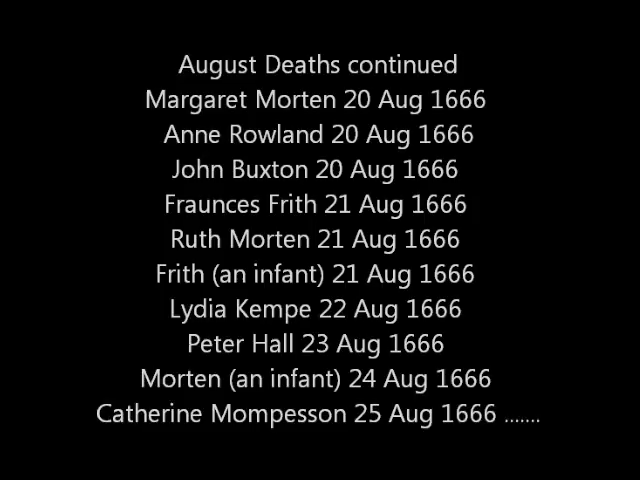 August Deaths continued
Margaret Morten 20 Aug 1666
Anne Rowland 20 Aug 1666
John Buxton 20 Aug 1666
Fraunces Frith 21 Aug 1666
Ruth Morten 21 Aug 1666
Frith (an infant) 21 Aug 1666
Lydia Kempe 22 Aug 1666
Peter Hall 23 Aug 1666
Morten (an infant) 24 Aug 1666
Catherine Mompesson 25 Aug 1666 .......